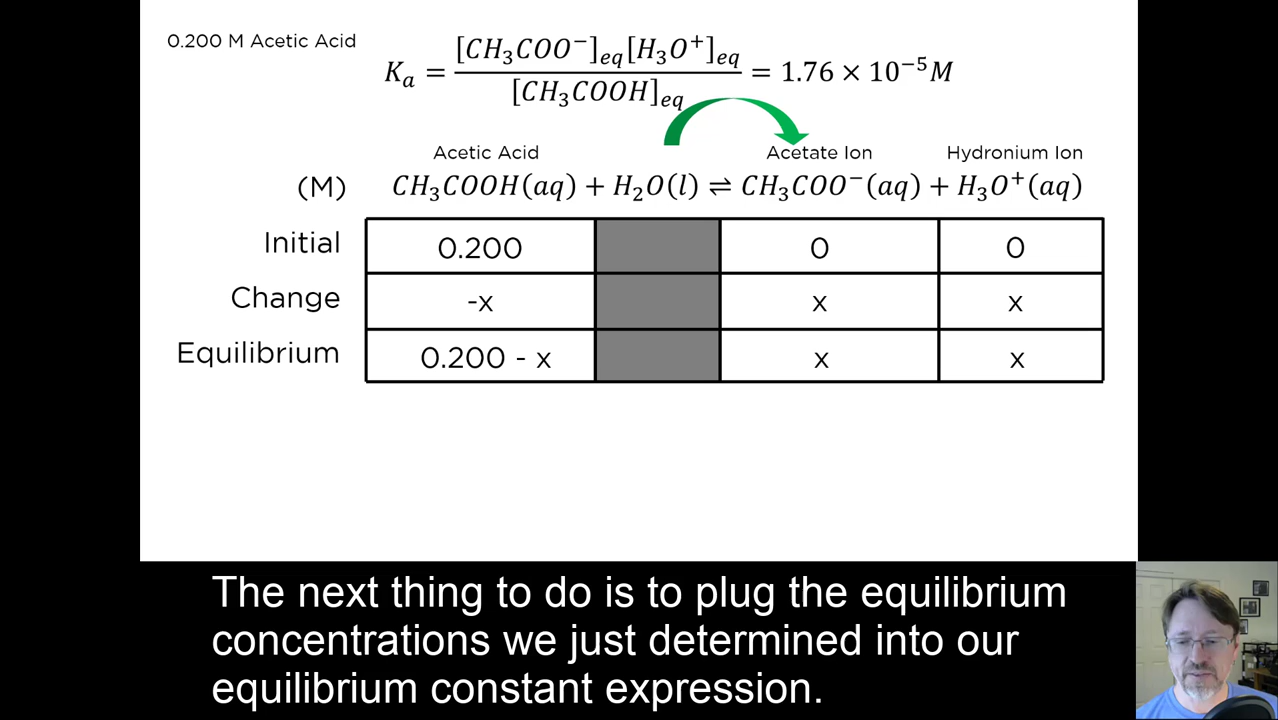 0.200 M Acetic Acid
Kₐ = [CH₃COO⁻]ₑq[H₃O⁺]ₑq / [CH₃COOH]ₑq = 1.76 × 10⁻⁵M
Acetic Acid Acetate Ion Hydronium Ion
(M) CH₃COOH(aq) + H₂O(l) ⇌ CH₃COO⁻(aq) + H₃O⁺(aq)
Initial 0.200 0 0
Change -x x x
Equilibrium 0.200 - x x x
The next thing to do is to plug the equilibrium
concentrations we just determined into our
equilibrium constant expression.